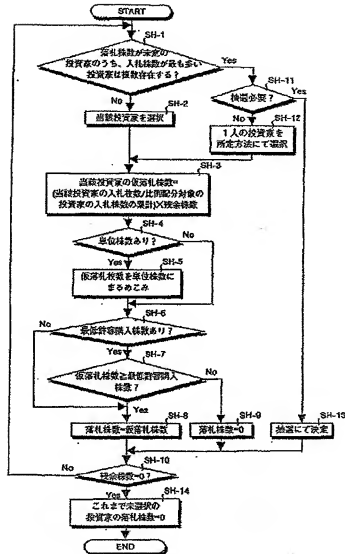 START
SH-1
落札株数が未定の
投資家のうち、入札株数が最も多い
投資家は複数存在する?
Yes
No
SH-2
当該投資家を選択
SH-11
抽選必要?
Yes
No
SH-12
1人の投資家を
所定方法にて選択
SH-3
当該投資家の仮落札株数=
(当該投資家の入札株数/比例配分対象の
投資家の入札株数の累計)×残余株数
SH-4
単位株数あり?
No
Yes
SH-5
仮落札株数を単位株数に
まるめこみ
SH-6
No
最低許容購入株数あり?
Yes
SH-7
仮落札株数≧最低許容購入
株数?
No
Yes
SH-8
落札株数=仮落札株数
SH-9
落札株数=0
SH-13
抽選にて決定
SH-10
No
残余株数=0?
Yes
SH-14
これまで未選択の
投資家の落札株数=0
END